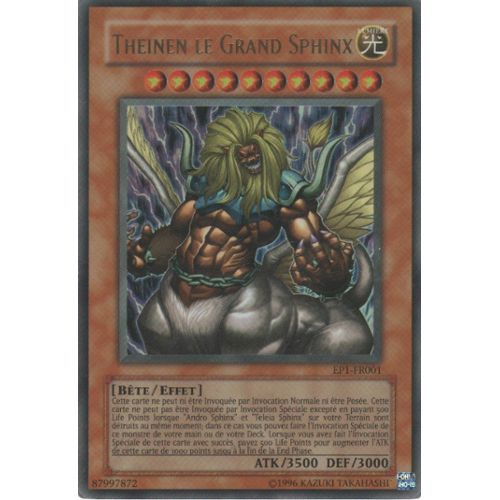 THEINEN LE GRAND SPHINX
LUMIÈRE
光
EP1-FR001
[BÊTE/EFFET]
Cette carte ne peut ni être Invoquée par Invocation Normale ni être Posée. Cette carte
ne peut pas être Invoquée par Invocation Spéciale excepté en payant 500
Life Points lorsque "Andro Sphinx" et "Teleia Sphinx" sur votre Terrain sont
détruits au même moment; dans ce cas vous pouvez Invoquer par Invocation Spéciale
ce monstre de votre main ou de votre Deck. Lorsque vous avez fait l'Invocation
Spéciale de cette carte avec succès, payez 500 Life Points pour augmenter l'ATK
de cette carte de 3000 points jusqu'à la fin de la End Phase.
ATK/3500 DEF/3000
87997872
©1996 KAZUKI TAKAHASHI